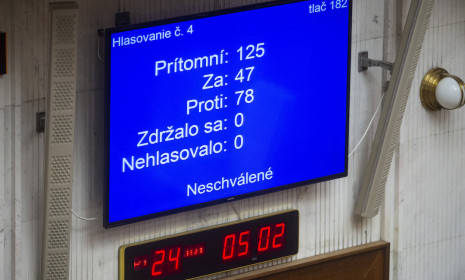 tlač 182
Hlasovanie č. 4
Prítomní: 125
Za: 47
Proti: 78
Zdržalo sa: 0
Nehlasovalo: 0
Neschválené
24 05 02